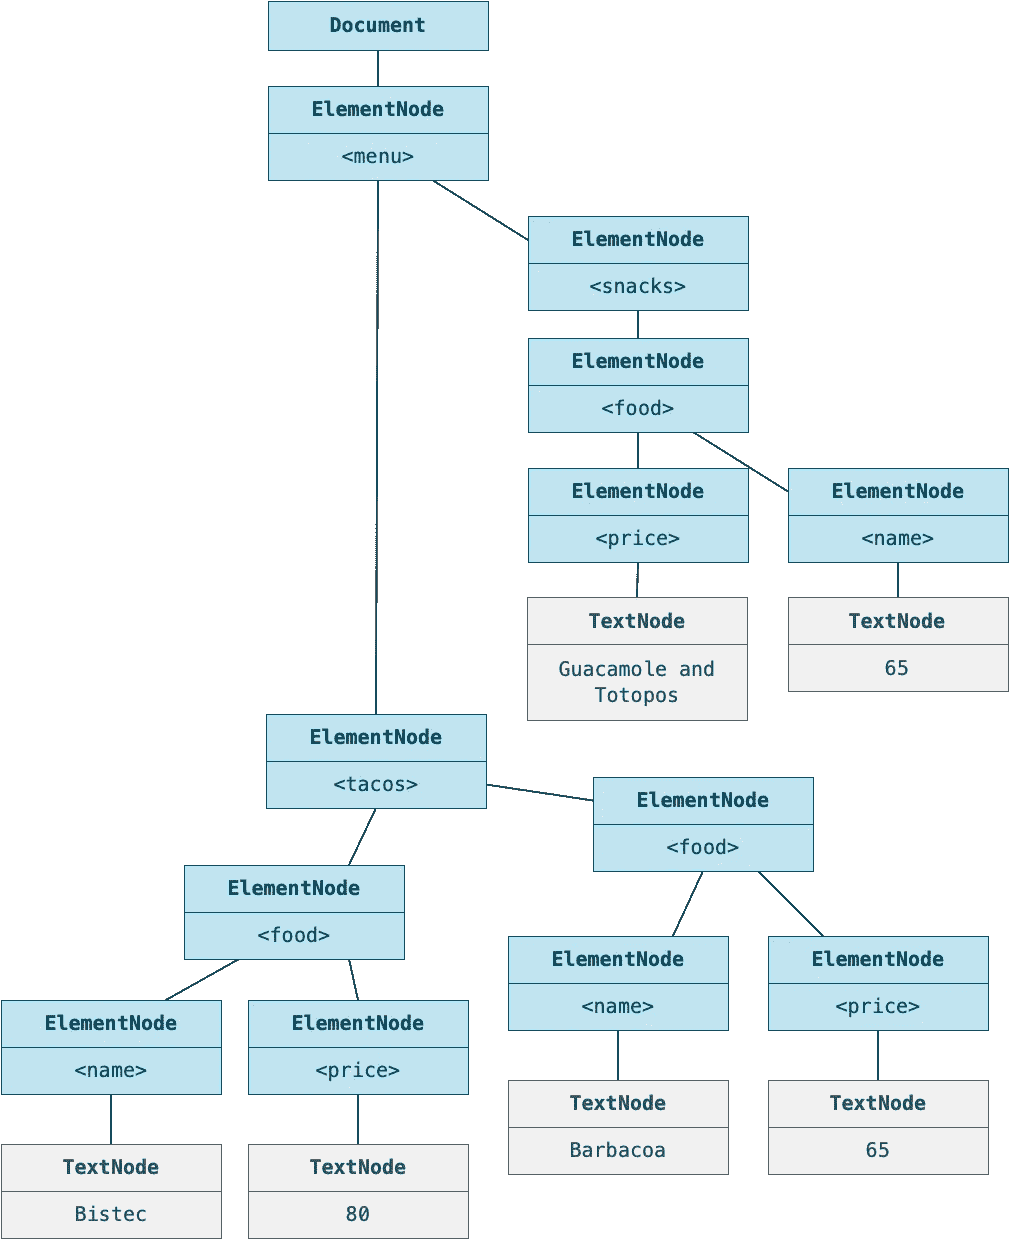 Document
ElementNode
<menu>
ElementNode
<snacks>
ElementNode
<food>
ElementNode
<price>
ElementNode
<name>
TextNode
Guacamole and
Totopos
TextNode
65
ElementNode
<tacos>
ElementNode
<food>
ElementNode
<food>
ElementNode
<name>
ElementNode
<price>
ElementNode
<name>
ElementNode
<price>
TextNode
Barbacoa
TextNode
65
TextNode
Bistec
TextNode
80